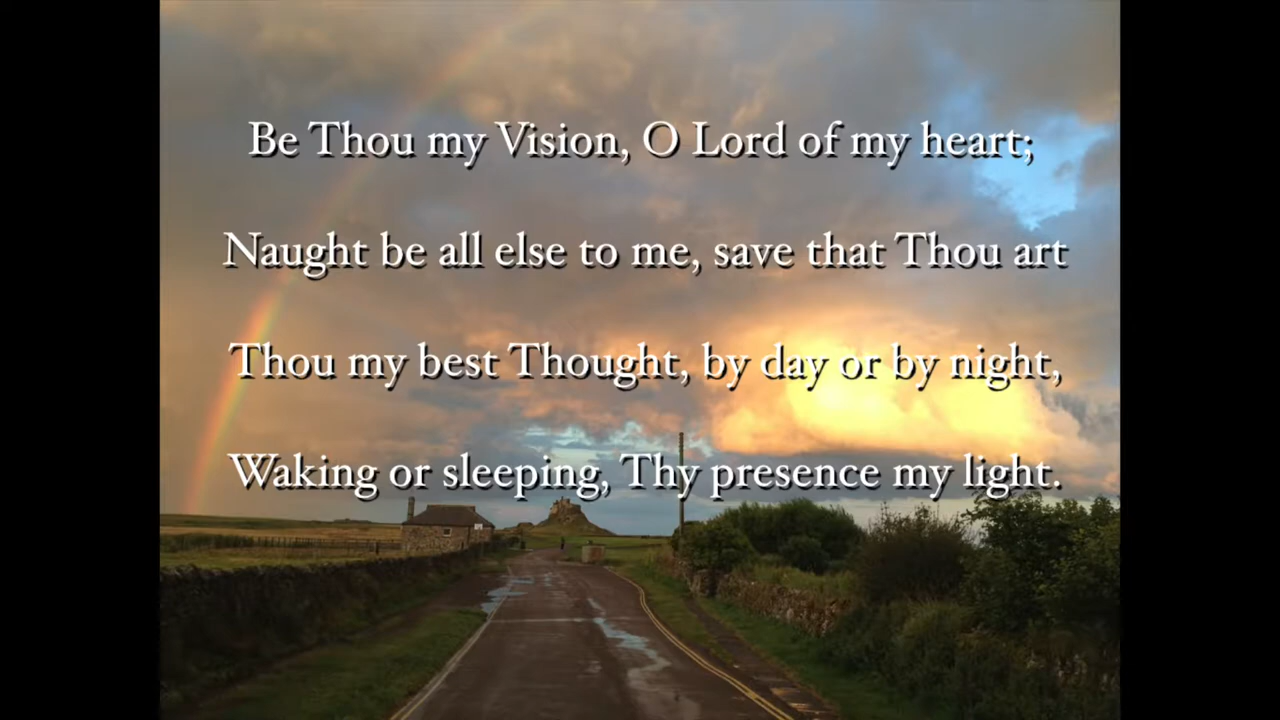 Be Thou my Vision, O Lord of my heart;
Naught be all else to me, save that Thou art
Thou my best Thought, by day or by night,
Waking or sleeping, Thy presence my light.